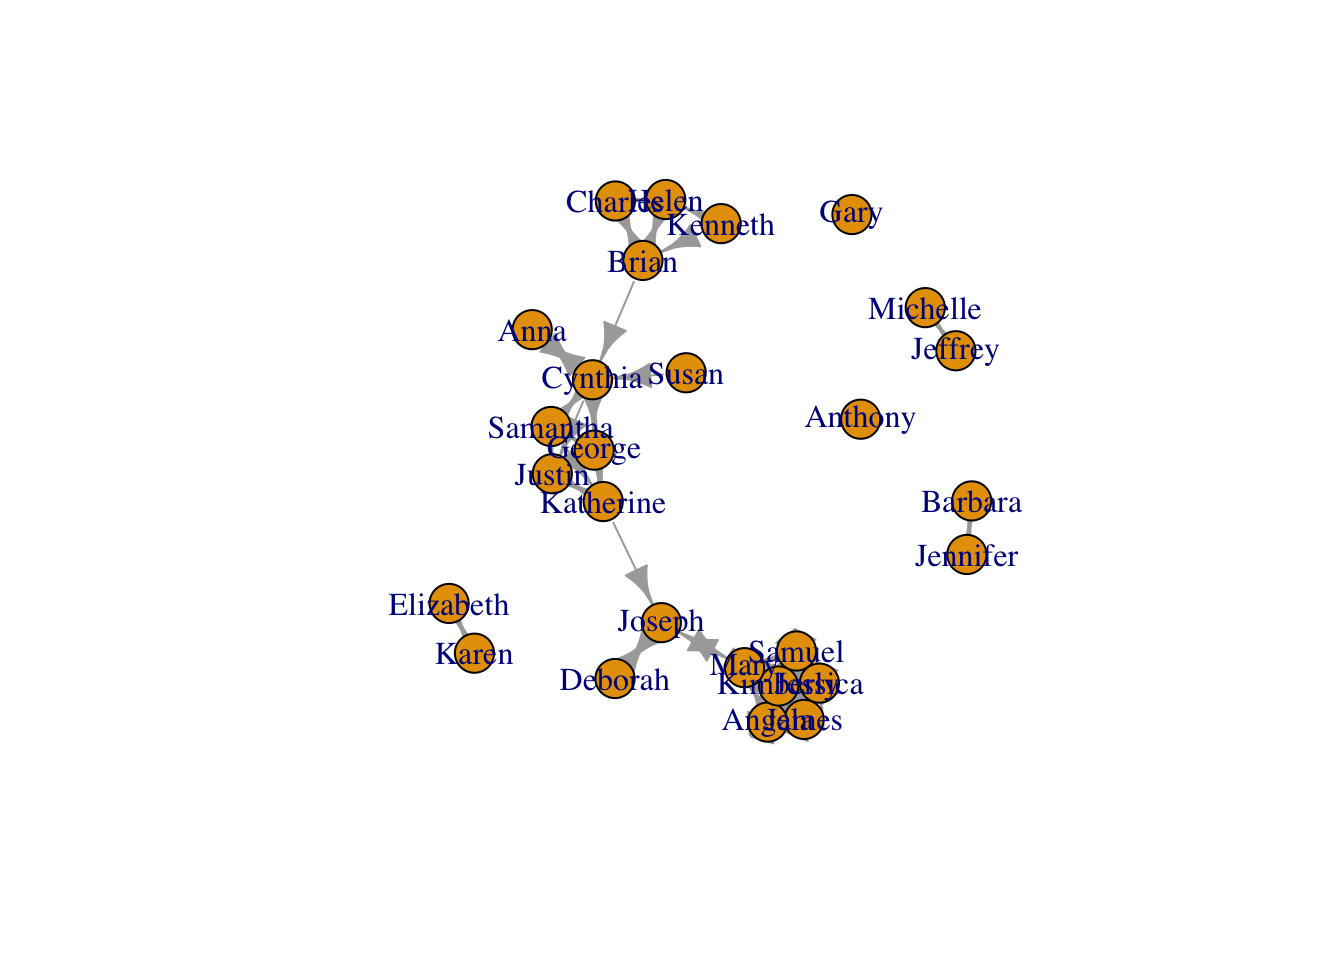 Charles
Helen
Kenneth
Gary
Brian
Michelle
Anna
Jeffrey
Cynthia
Susan
Anthony
Samantha
George
Justin
Katherine
Barbara
Jennifer
Elizabeth
Joseph
Karen
Samuel
Mary
Deborah
Kimberly
Jessica
Angela
James